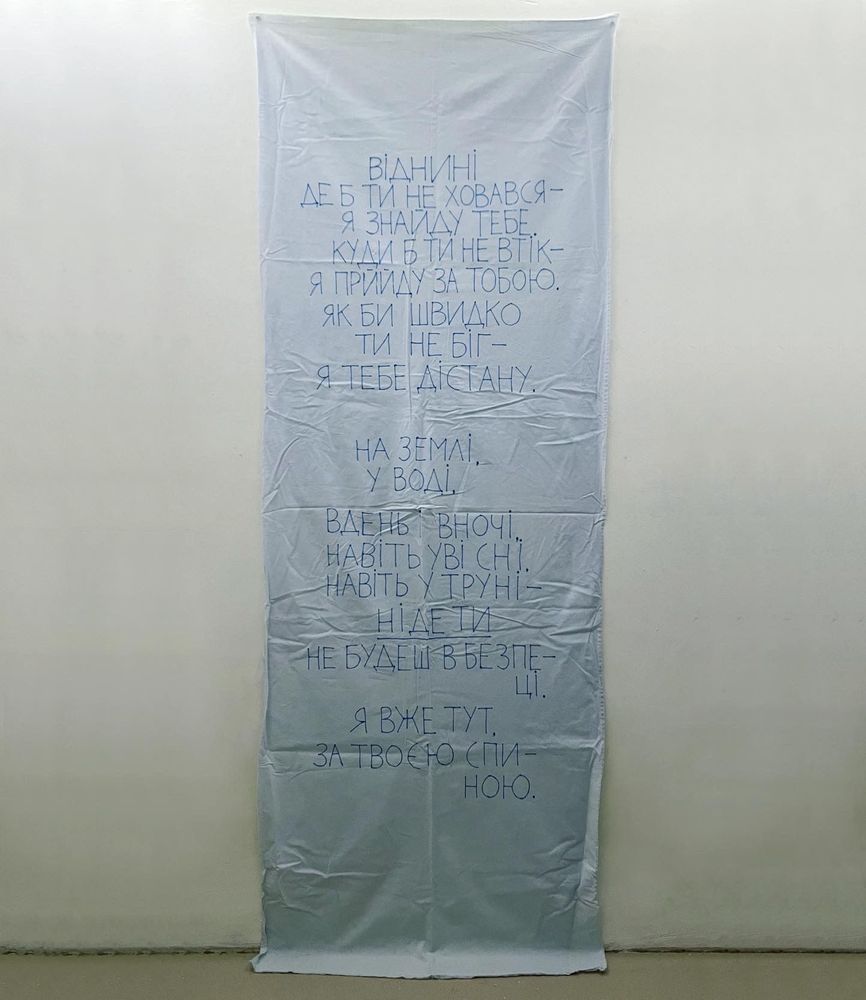 ВІДНИНІ
ДЕ Б ТИ НЕ ХОВАВСЯ—
Я ЗНАЙДУ ТЕБЕ.
КУДИ Б ТИ НЕ ВТІК—
Я ПРИЙДУ ЗА ТОБОЮ.
ЯК БИ ШВИДКО
ТИ НЕ БІГ—
Я ТЕБЕ ДІСТАНУ.
НА ЗЕМЛІ,
У ВОДІ,
ВДЕНЬ І ВНОЧІ,
НАВІТЬ УВІ СНІ,
НАВІТЬ У ТРУНІ—
НІДЕ ТИ
НЕ БУДЕШ В БЕЗПЕ-
ЦІ.
Я ВЖЕ ТУТ,
ЗА ТВОЄЮ СПИ-
НОЮ.